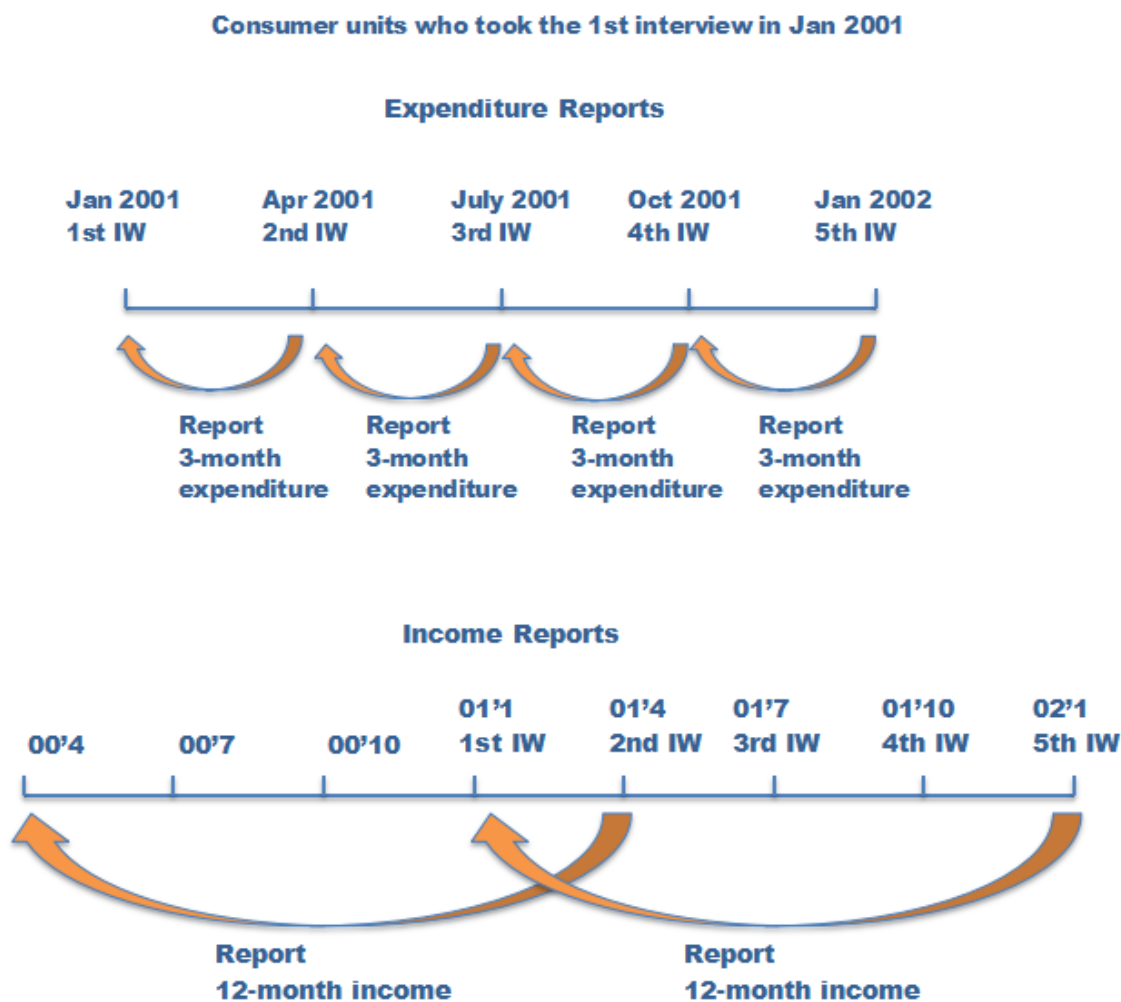 Consumer units who took the 1st interview in Jan 2001
Expenditure Reports
Jan 2001
1st IW
Apr 2001
2nd IW
July 2001
3rd IW
Oct 2001
4th IW
Jan 2002
5th IW
Report
3-month
expenditure
Report
3-month
expenditure
Report
3-month
expenditure
Report
3-month
expenditure
Income Reports
00’4
00’7
00’10
01’1
1st IW
01’4
2nd IW
01’7
3rd IW
01’10
4th IW
02’1
5th IW
Report
12-month income
Report
12-month income